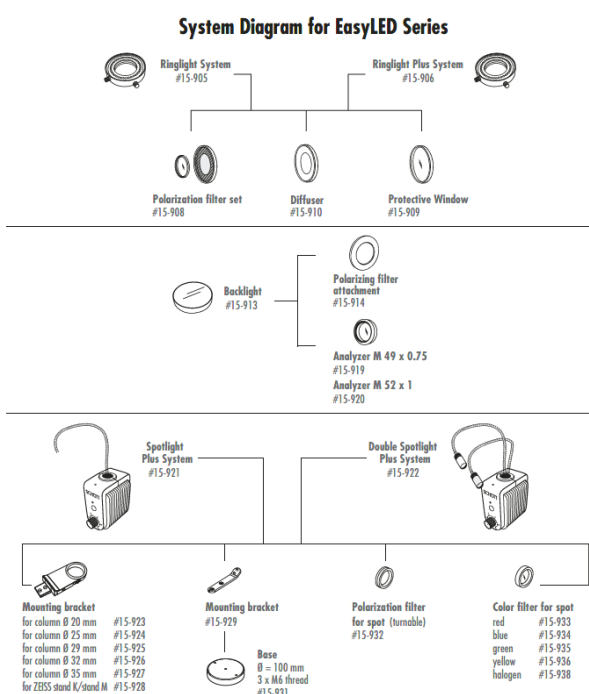 System Diagram for EasyLED Series
Ringlight System
#15-905
Ringlight Plus System
#15-906
Polarization filter set
#15-908
Diffuser
#15-910
Protective Window
#15-909
Backlight
#15-913
Polarizing filter
attachment
#15-914
Analyzer M 49 x 0.75
#15-919
Analyzer M 52 x 1
#15-920
Spotlight
Plus System
#15-921
Double Spotlight
Plus System
#15-922
SCHOTT
SCHOTT
Mounting bracket
for column Ø 20 mm #15-923
for column Ø 25 mm #15-924
for column Ø 29 mm #15-925
for column Ø 32 mm #15-926
for column Ø 35 mm #15-927
for ZEISS stand K/stand M #15-928
Mounting bracket
#15-929
Base
Ø = 100 mm
3 x M6 thread
#15-931
Polarization filter
for spot (turnable)
#15-932
Color filter for spot
red #15-933
blue #15-934
green #15-935
yellow #15-936
halogen #15-938